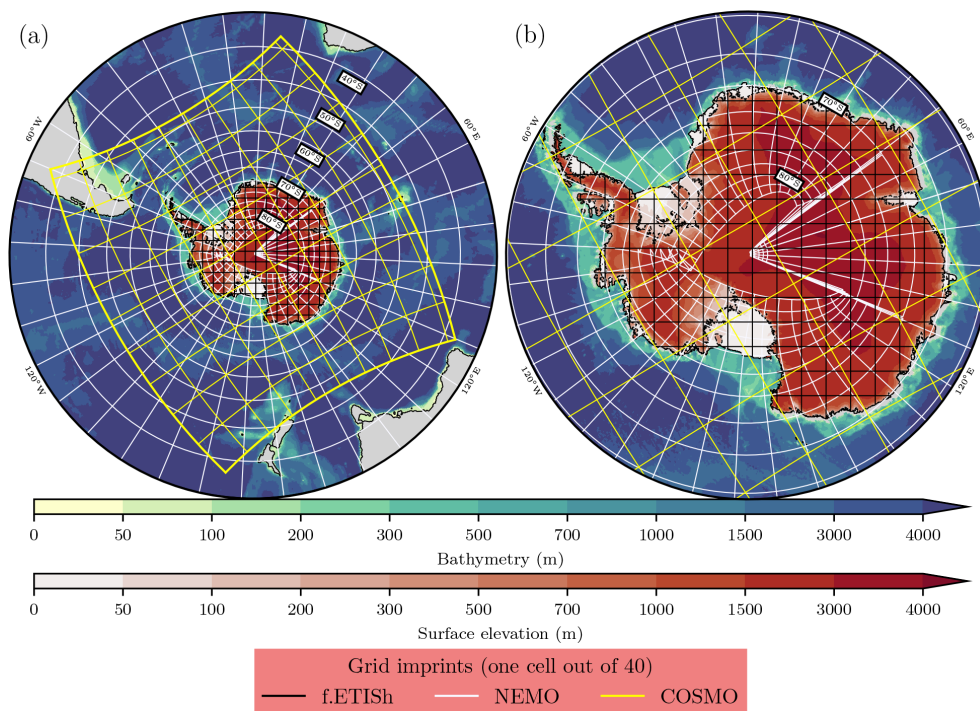 (a)
40°S
50°S
60°S
70°S
80°S
60°W
60°E
120°W
120°E
(b)
70°S
80°S
60°W
60°E
120°W
120°E
0 50 100 200 300 500 700 1000 1500 3000 4000
Bathymetry (m)
0 50 100 200 300 500 700 1000 1500 3000 4000
Surface elevation (m)
Grid imprints (one cell out of 40)
f.ETISh NEMO COSMO